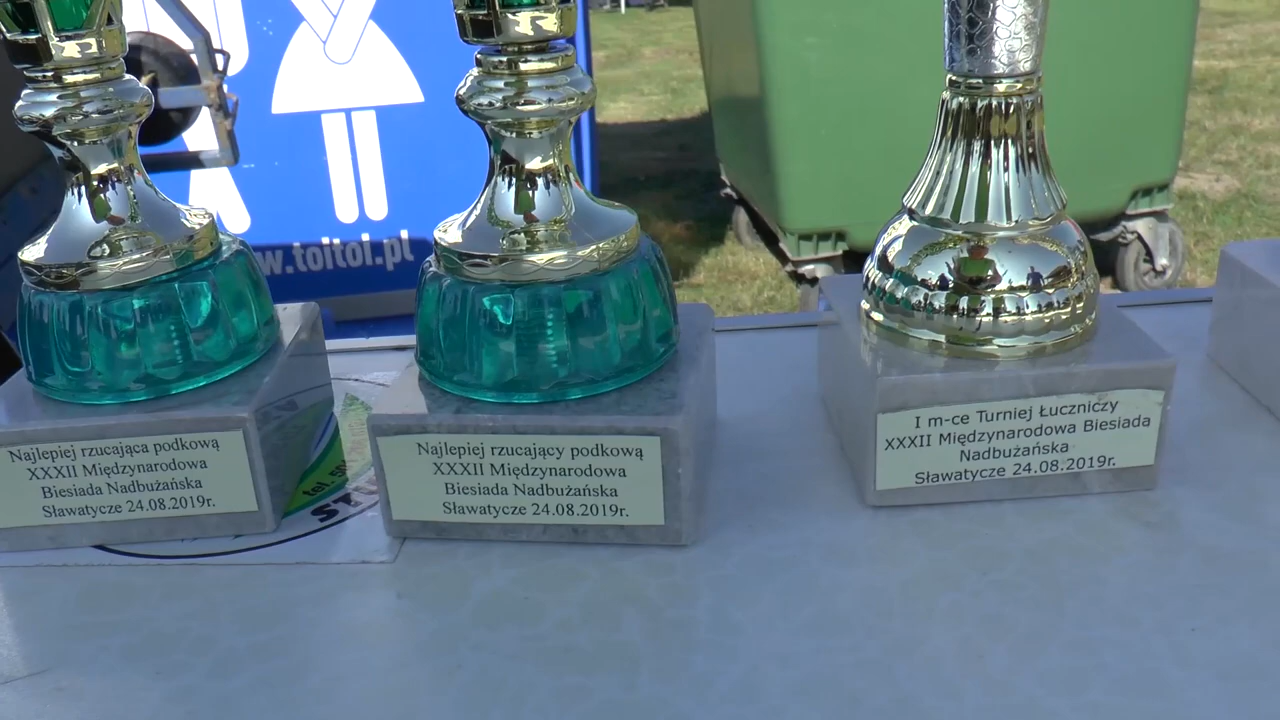 w.toitoi.pl
Najlepiej rzucająca podkową
XXXII Międzynarodowa
Biesiada Nadbużańska
Sławatycze 24.08.2019r.
Najlepiej rzucający podkową
XXXII Międzynarodowa
Biesiada Nadbużańska
Sławatycze 24.08.2019r.
I m-ce Turniej Łuczniczy
XXXII Międzynarodowa Biesiada
Nadbużańska
Sławatycze 24.08.2019r.
tel.